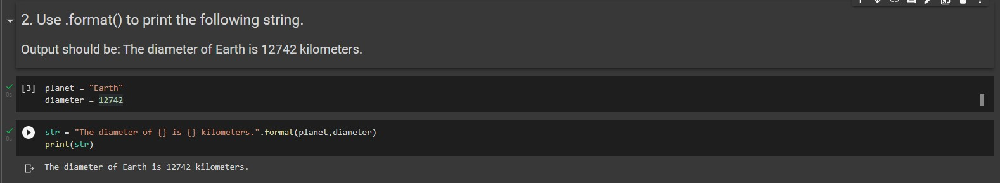 2. Use .format() to print the following string.
Output should be: The diameter of Earth is 12742 kilometers.
[3] planet = "Earth"
0s
diameter = 12742
str = "The diameter of {} is {} kilometers.".format(planet,diameter)
0s
print(str)
The diameter of Earth is 12742 kilometers.